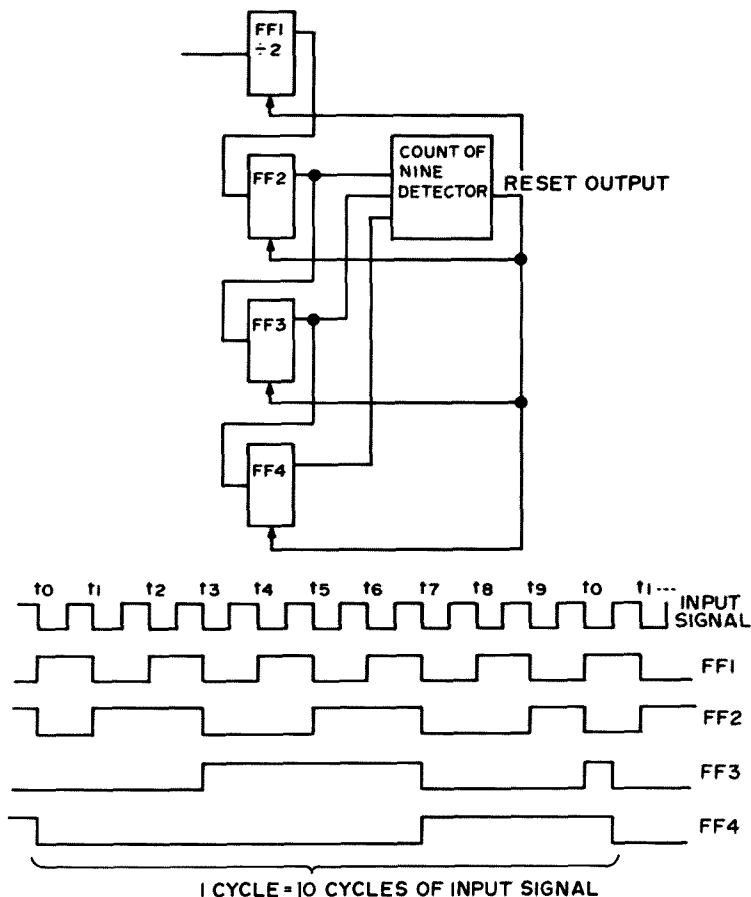 FF1
÷2
FF2
COUNT OF
NINE
DETECTOR
RESET OUTPUT
FF3
FF4
t0 t1 t2 t3 t4 t5 t6 t7 t8 t9 t0 t1 ---
INPUT
SIGNAL
FF1
FF2
FF3
FF4
1 CYCLE = 10 CYCLES OF INPUT SIGNAL